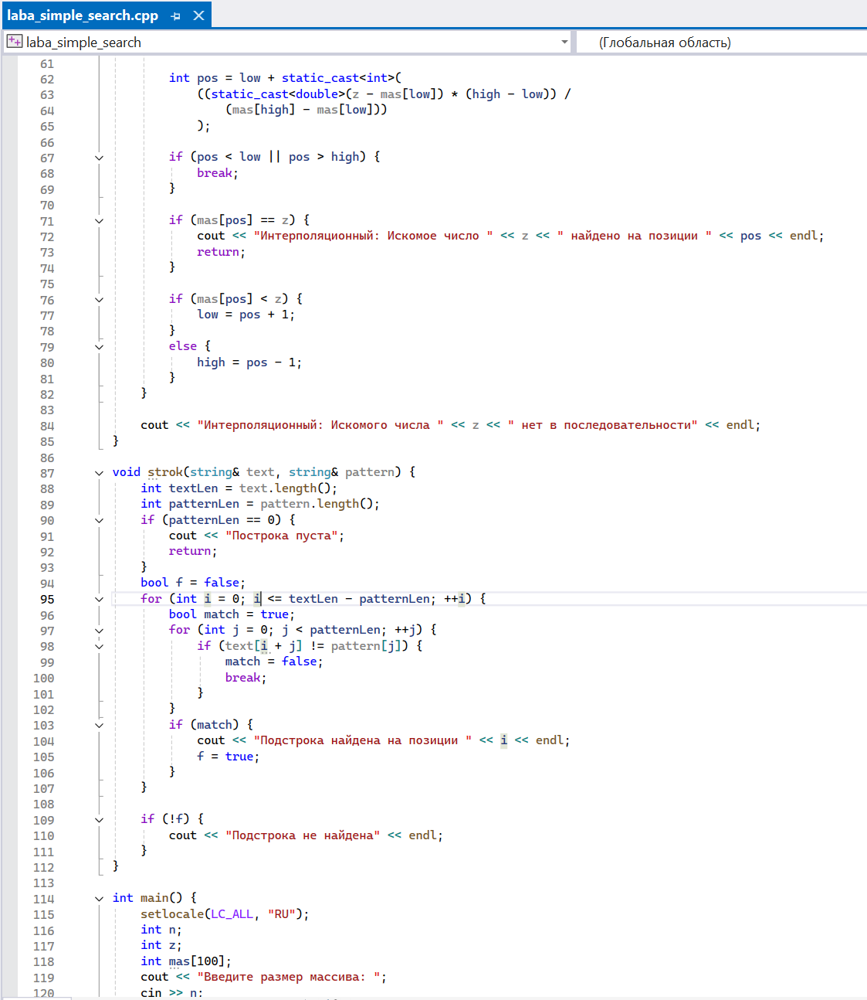 laba_simple_search.cpp
laba_simple_search
(Глобальная область)
61
62 int pos = low + static_cast<int>(
63 ((static_cast<double>(z - mas[low]) * (high - low)) /
64 (mas[high] - mas[low]))
65 );
66
67 if (pos < low || pos > high) {
68 break;
69 }
70
71 if (mas[pos] == z) {
72 cout << "Интерполяционный: Искомое число " << z << " найдено на позиции " << pos << endl;
73 return;
74 }
75
76 if (mas[pos] < z) {
77 low = pos + 1;
78 }
79 else {
80 high = pos - 1;
81 }
82 }
83
84 cout << "Интерполяционный: Искомого числа " << z << " нет в последовательности" << endl;
85 }
86
87 void strok(string& text, string& pattern) {
88 int textLen = text.length();
89 int patternLen = pattern.length();
90 if (patternLen == 0) {
91 cout << "Построка пуста";
92 return;
93 }
94 bool f = false;
95 for (int i = 0; i <= textLen - patternLen; ++i) {
96 bool match = true;
97 for (int j = 0; j < patternLen; ++j) {
98 if (text[i + j] != pattern[j]) {
99 match = false;
100 break;
101 }
102 }
103 if (match) {
104 cout << "Подстрока найдена на позиции " << i << endl;
105 f = true;
106 }
107 }
108
109 if (!f) {
110 cout << "Подстрока не найдена" << endl;
111 }
112 }
113
114 int main() {
115 setlocale(LC_ALL, "RU");
116 int n;
117 int z;
118 int mas[100];
119 cout << "Введите размер массива: ";
120 cin >> n;